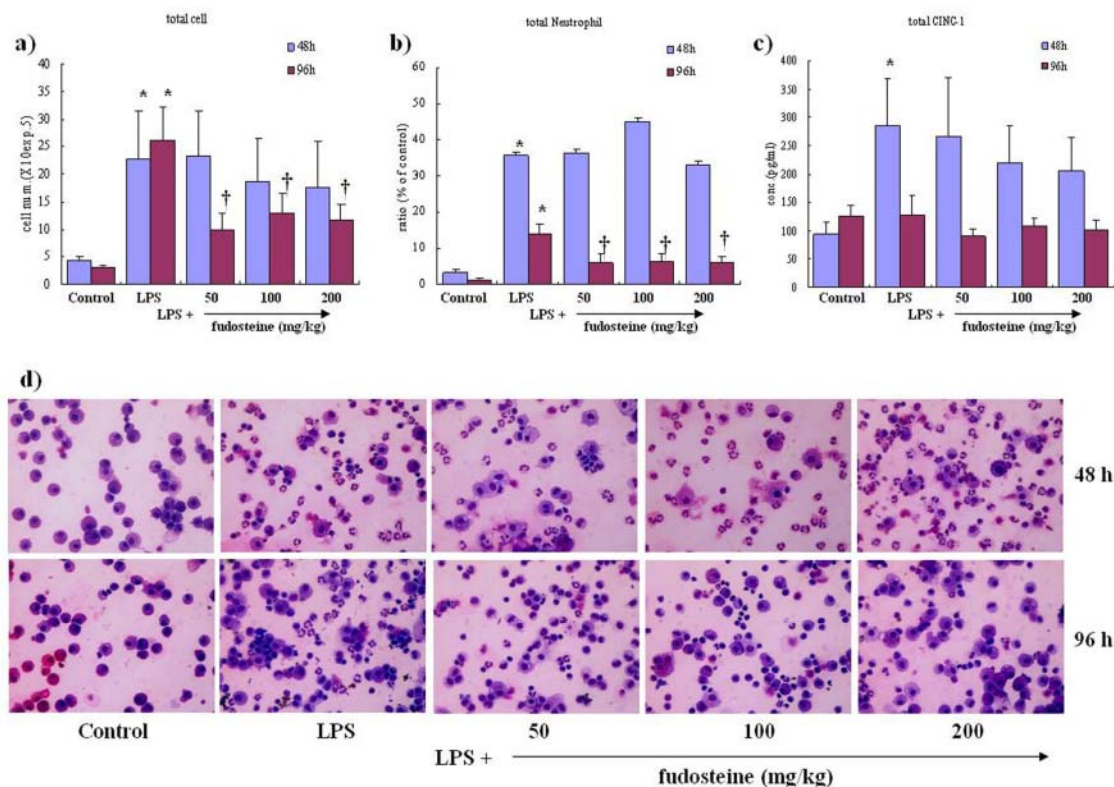 total cell
a)
48h
96h
cell num.(X 10exp.5)
40
35
30
25
20
15
10
5
0
* *
† † †
Control LPS 50 100 200
LPS +
fudosteine (mg/kg)
total Neutrophil
b)
48h
96h
ratio (% of control)
60
50
40
30
20
10
0
* *
† † †
Control LPS 50 100 200
LPS +
fudosteine (mg/kg)
total CINC-1
c)
48h
96h
conc (pg/ml)
400
350
300
250
200
150
100
50
0
*
Control LPS 50 100 200
LPS +
fudosteine (mg/kg)
d)
48 h
96 h
Control LPS 50 100 200
LPS +
fudosteine (mg/kg)